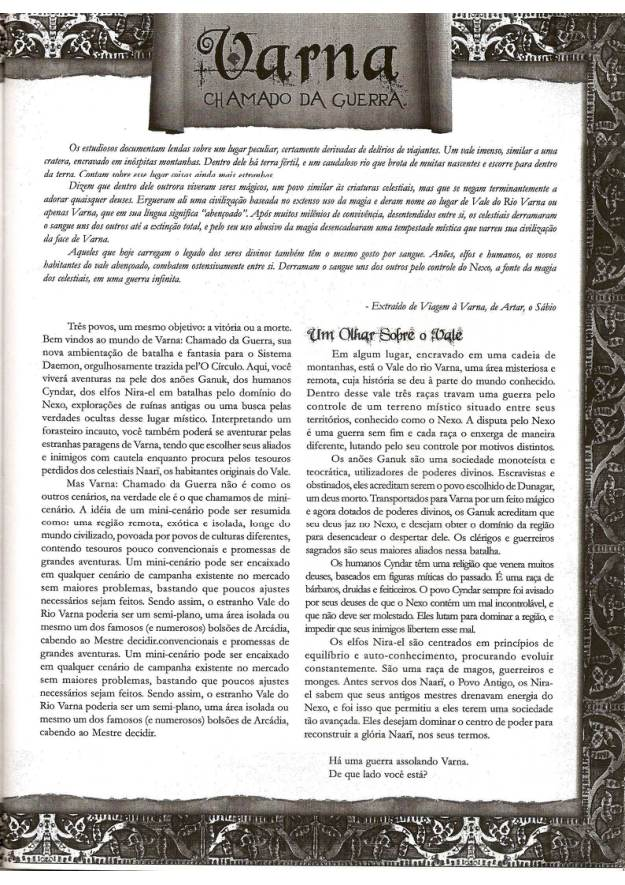 Varna
CHAMADO DA GUERRA
Os estudiosos documentam lendas sobre um lugar peculiar, certamente derivadas de delírios de viajantes. Um vale imenso, similar a uma
cratera, encravado em inóspitas montanhas. Dentro dele há terra fértil, e um caudaloso rio que brota de muitas nascentes e escorre para dentro
da terra. Contam sobre esse lugar coisas ainda mais estranhas.
Dizem que dentro dele outrora viveram seres mágicos, um povo similar às criaturas celestiais, mas que se negam terminantemente a
adorar quaisquer deuses. Ergueram ali uma civilização baseada no extenso uso da magia e deram nome ao lugar de Vale do Rio Varna ou
apenas Varna, que em sua língua significa "abençoado". Após muitos milênios de convivência, desentendidos entre si, os celestiais derramaram
o sangue uns dos outros até a extinção total, e pelo seu uso abusivo da magia desencadearam uma tempestade mística que varreu sua civilização
da face de Varna.
Aqueles que hoje carregam o legado dos seres divinos também têm o mesmo gosto por sangue. Anões, elfos e humanos, os novos
habitantes do vale abençoado, combatem ostensivamente entre si. Derramam o sangue uns dos outros pelo controle do Nexo, a fonte da magia
dos celestiais, em uma guerra infinita.
- Extraído de Viagem à Varna, de Artar, o Sábio
Três povos, um mesmo objetivo: a vitória ou a morte.
Bem vindos ao mundo de Varna: Chamado da Guerra, sua
nova ambientação de batalha e fantasia para o Sistema
Daemon, orgulhosamente trazida pel'O Círculo. Aqui, você
viverá aventuras na pele dos anões Ganuk, dos humanos
Cyndar, dos elfos Nira-el em batalhas pelo domínio do
Nexo, explorações de ruínas antigas ou uma busca pelas
verdades ocultas desse lugar místico. Interpretando um
forasteiro incauto, você também poderá se aventurar pelas
estranhas paragens de Varna, tendo que escolher seus aliados
e inimigos com cautela enquanto procura pelos tesouros
perdidos dos celestiais Naarï, os habitantes originais do Vale.
Mas Varna: Chamado da Guerra não é como os
outros cenários, na verdade ele é o que chamamos de mini-
cenário. A idéia de um mini-cenário pode ser resumida
como: uma região remota, exótica e isolada, longe do
mundo civilizado, povoada por povos de culturas diferentes,
contendo tesouros pouco convencionais e promessas de
grandes aventuras. Um mini-cenário pode ser encaixado
em qualquer cenário de campanha existente no mercado
sem maiores problemas, bastando que poucos ajustes
necessários sejam feitos. Sendo assim, o estranho Vale do
Rio Varna poderia ser um semi-plano, uma área isolada ou
mesmo um dos famosos (e numerosos) bolsões de Arcádia,
cabendo ao Mestre decidir.convencionais e promessas de
grandes aventuras. Um mini-cenário pode ser encaixado
em qualquer cenário de campanha existente no mercado
sem maiores problemas, bastando que poucos ajustes
necessários sejam feitos. Sendo assim, o estranho Vale do
Rio Varna poderia ser um semi-plano, uma área isolada ou
mesmo um dos famosos (e numerosos) bolsões de Arcádia,
cabendo ao Mestre decidir.
Um Olhar Sobre o Vale
Em algum lugar, encravado em uma cadeia de
montanhas, está o Vale do rio Varna, uma área misteriosa e
remota, cuja história se deu à parte do mundo conhecido.
Dentro desse vale três raças travam uma guerra pelo
controle de um terreno místico situado entre seus
territórios, conhecido como o Nexo. A disputa pelo Nexo
é uma guerra sem fim e cada raça o enxerga de maneira
diferente, lutando pelo seu controle por motivos distintos.
Os anões Ganuk são uma sociedade monoteísta e
teocrática, utilizadores de poderes divinos. Escravistas e
obstinados, eles acreditam serem o povo escolhido de Dunagar,
um deus morto. Transportados para Varna por um feito mágico
e agora dotados de poderes divinos, os Ganuk acreditam que
seu deus jaz no Nexo, e desejam obter o domínio da região
para desencadear o despertar dele. Os clérigos e guerreiros
sagrados são seus maiores aliados nessa batalha.
Os humanos Cyndar têm uma religião que venera muitos
deuses, baseados em figuras míticas do passado. É uma raça de
bárbaros, druidas e feiticeiros. O povo Cyndar sempre foi avisado
por seus deuses de que o Nexo contém um mal incontrolável, e
que não deve ser molestado. Eles lutam para dominar a região, e
impedir que seus inimigos libertem esse mal.
Os elfos Nira-el são centrados em princípios de
equilíbrio e auto-conhecimento, procurando evoluir
constantemente. São uma raça de magos, guerreiros e
monges. Antes servos dos Naarï, o Povo Antigo, os Nira-
el sabem que seus antigos mestres drenavam energia do
Nexo, e foi isso que permitiu a eles terem uma sociedade
tão avançada. Eles desejam dominar o centro de poder para
reconstruir a glória Naarï, nos seus termos.
Há uma guerra assolando Varna.
De que lado você está?